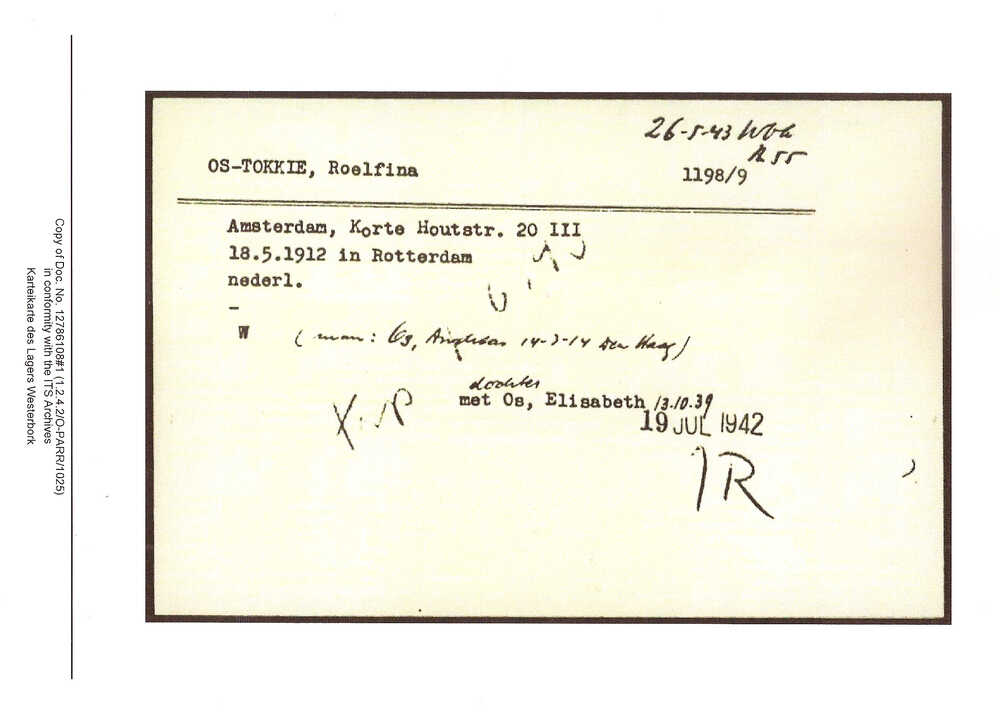 26-5-43 Wbk
R 55
OS-TOKKIE, Roelfina
1198/9
Amsterdam, Korte Houtstr. 20 III
18.5.1912 in Rotterdam
nederl.
-
W
( man: Os, 14-3-14 Den Haag)
dochter
met Os, Elisabeth 13.10.39
19 JUL 1942
R
Copy of Doc. No. 12786108#1 (1.2.4.2/O-PARR/1025)
in conformity with the ITS Archives
Karteikarte des Lagers Westerbork